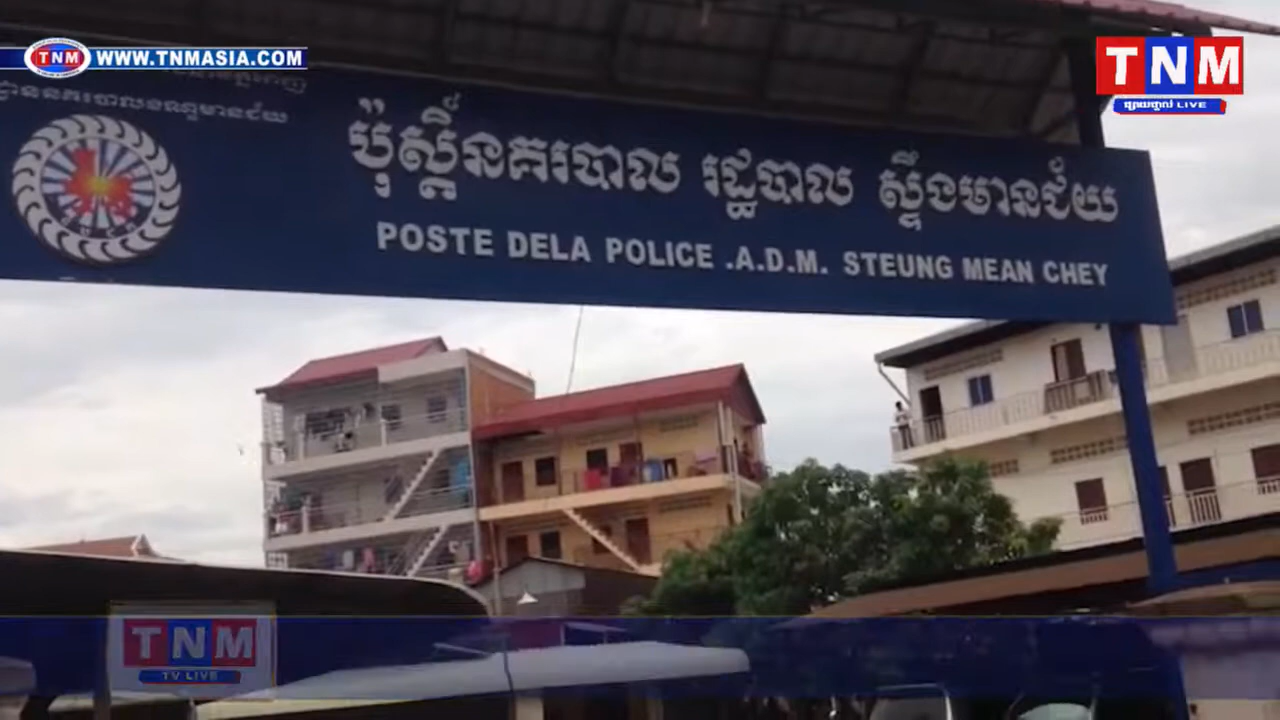 TNM WWW.TNMASIA.COM
TNM
ផ្សាយផ្ទាល់ LIVE
ប៉ុស្តិ៍នគរបាល រដ្ឋបាល ស្ទឹងមានជ័យ
POSTE DELA POLICE .A.D.M. STEUNG MEAN CHEY
TNM
TV LIVE